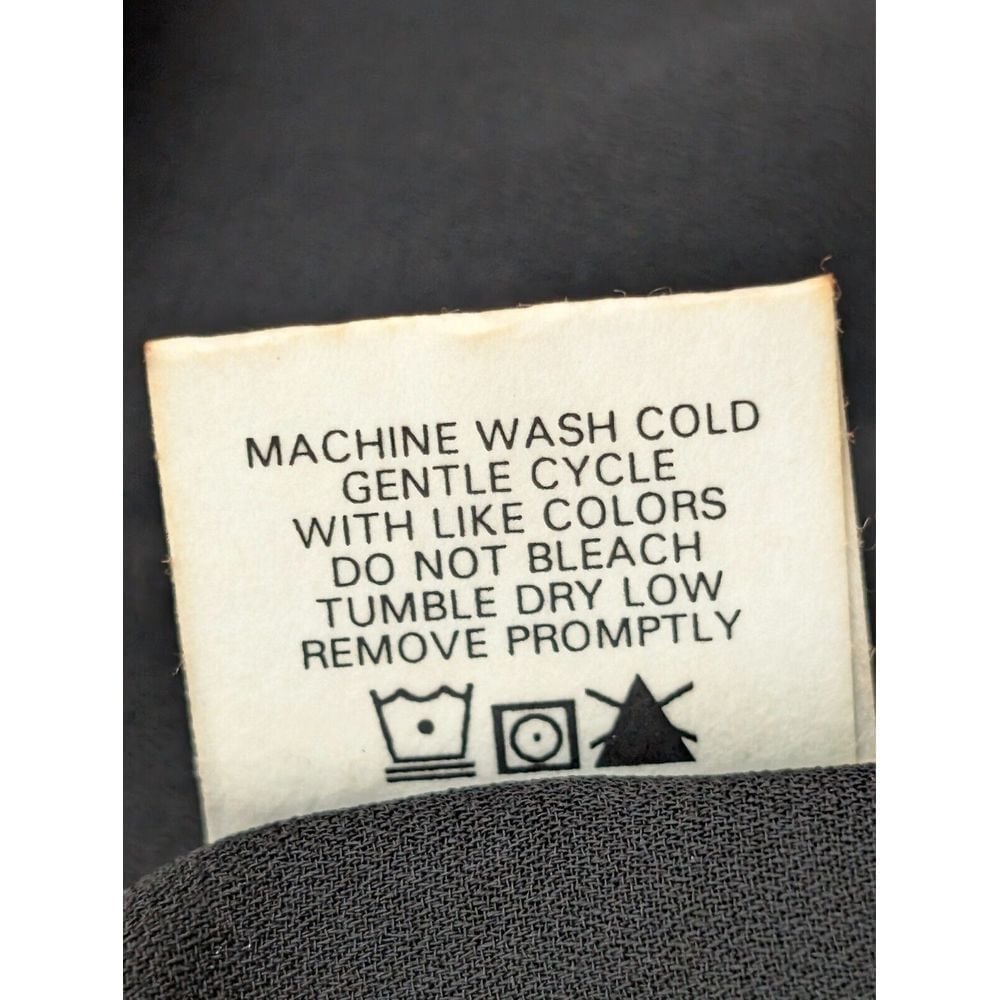 MACHINE WASH COLD
GENTLE CYCLE
WITH LIKE COLORS
DO NOT BLEACH
TUMBLE DRY LOW
REMOVE PROMPTLY